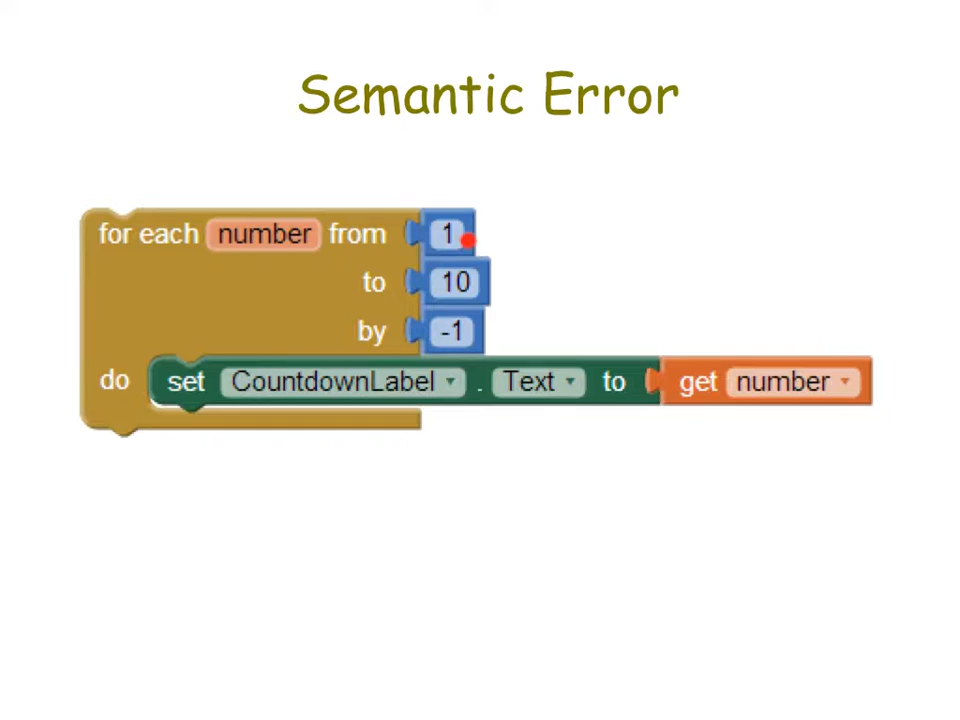 Semantic Error
for each number from 1
to 10
by -1
do set CountdownLabel . Text to get number